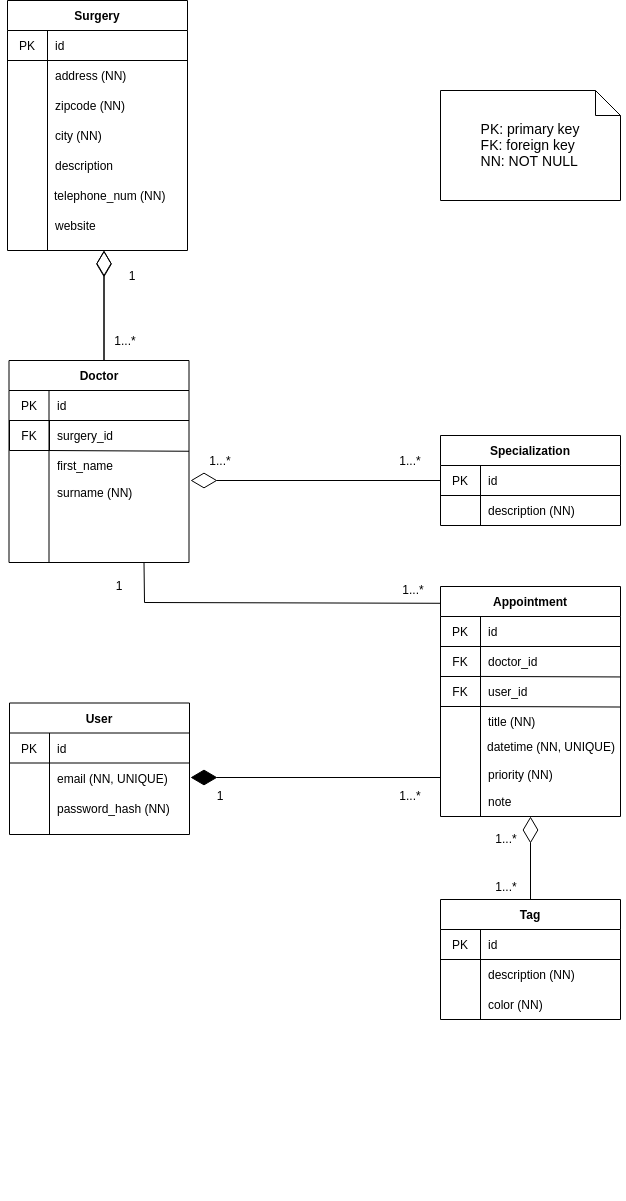 Surgery
PK id
address (NN)
zipcode (NN)
city (NN)
description
telephone_num (NN)
website
PK: primary key
FK: foreign key
NN: NOT NULL
1
1...*
Doctor
PK id
FK surgery_id
first_name
surname (NN)
1...*
1...*
Specialization
PK id
description (NN)
1
1...*
Appointment
PK id
FK doctor_id
FK user_id
title (NN)
datetime (NN, UNIQUE)
priority (NN)
note
User
PK id
email (NN, UNIQUE)
password_hash (NN)
1
1...*
1...*
1...*
Tag
PK id
description (NN)
color (NN)